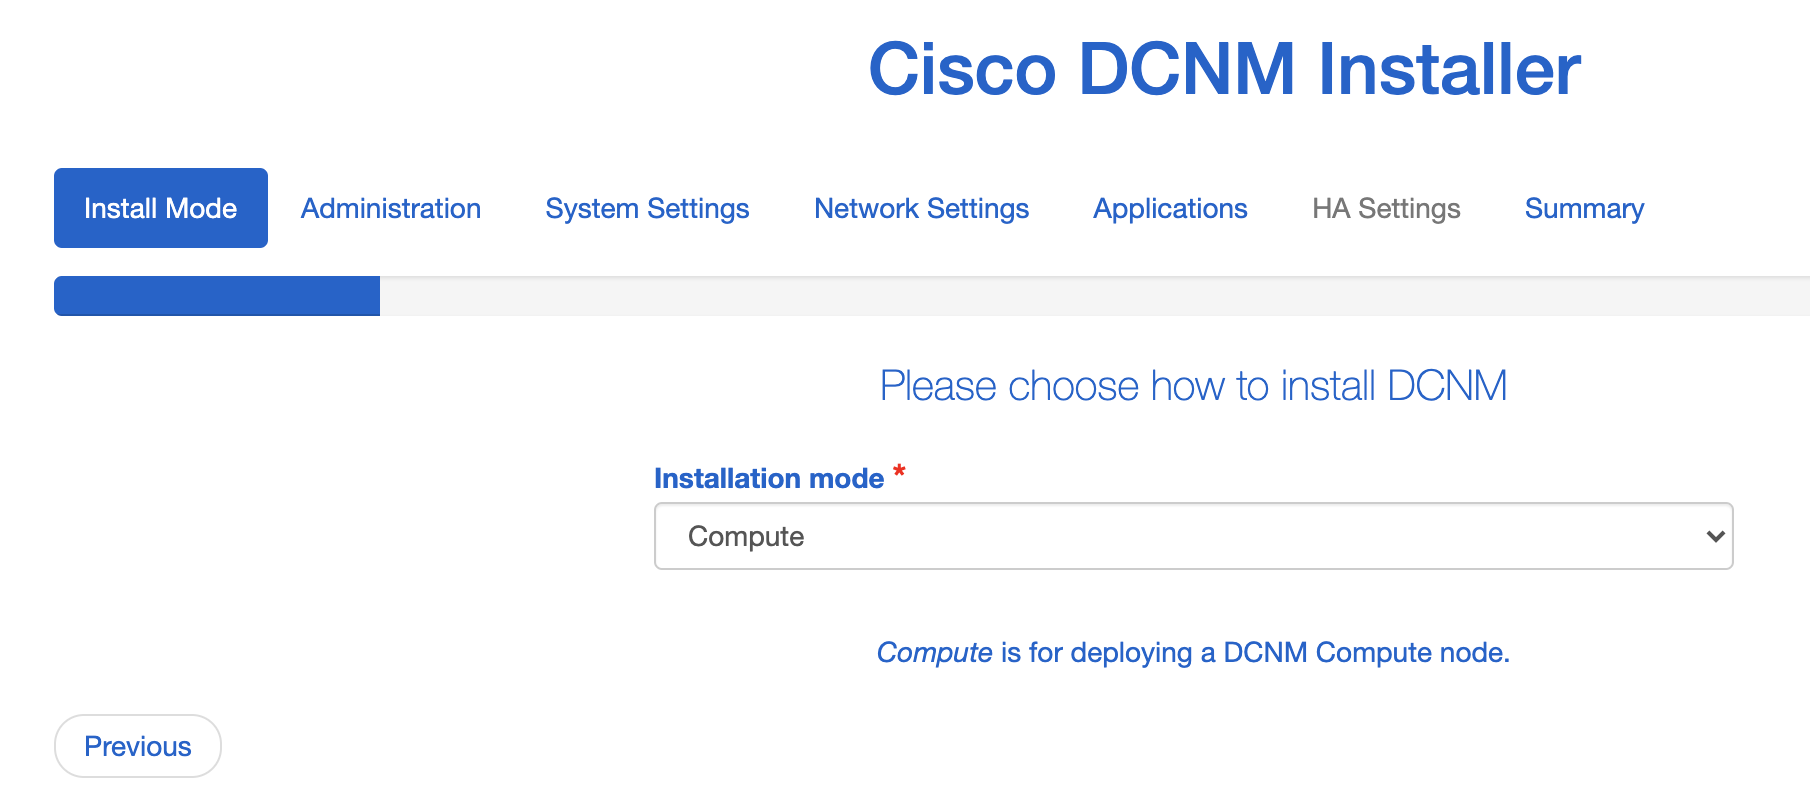 Cisco DCNM Installer
Install Mode Administration System Settings Network Settings Applications HA Settings Summary
Please choose how to install DCNM
Installation mode *
Compute
Compute is for deploying a DCNM Compute node.
Previous